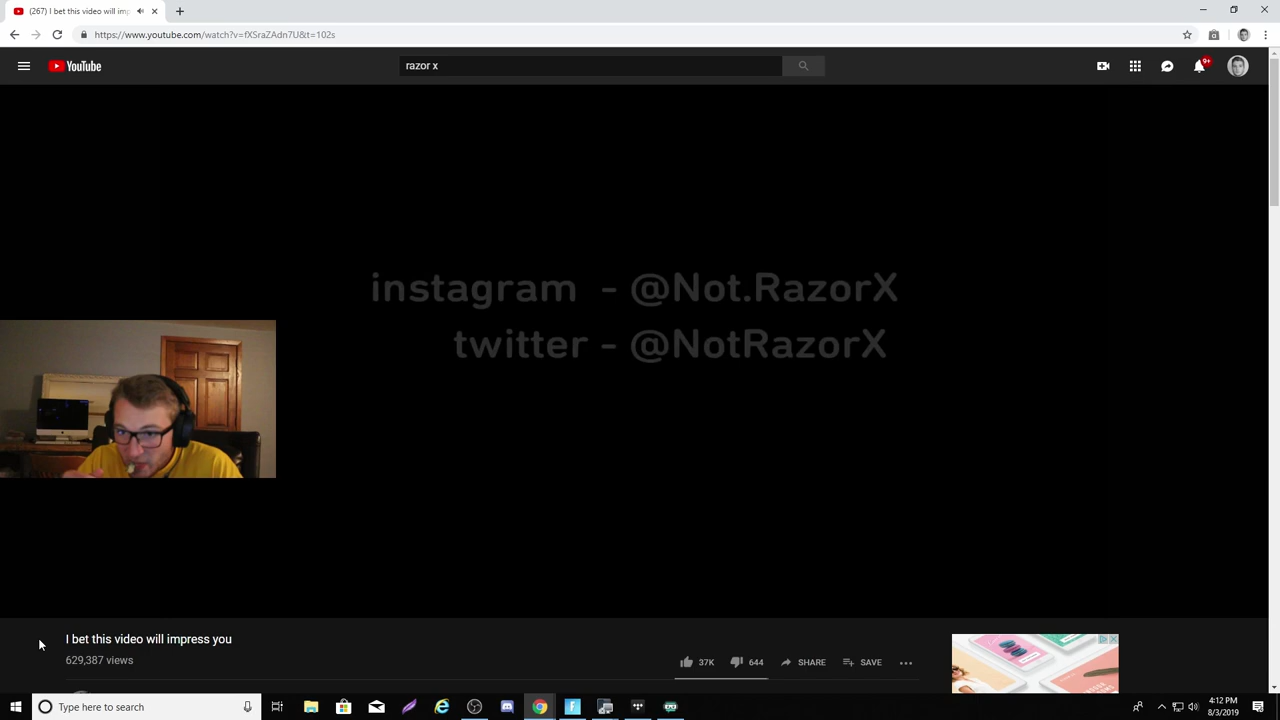 (267) I bet this video will imp
https://www.youtube.com/watch?v=fXSraZAdn7U&t=102s
YouTube
razor x
9+
instagram - @Not.RazorX
twitter - @NotRazorX
I bet this video will impress you
629,387 views
37K
644
SHARE
SAVE
Type here to search
4:12 PM
8/3/2019